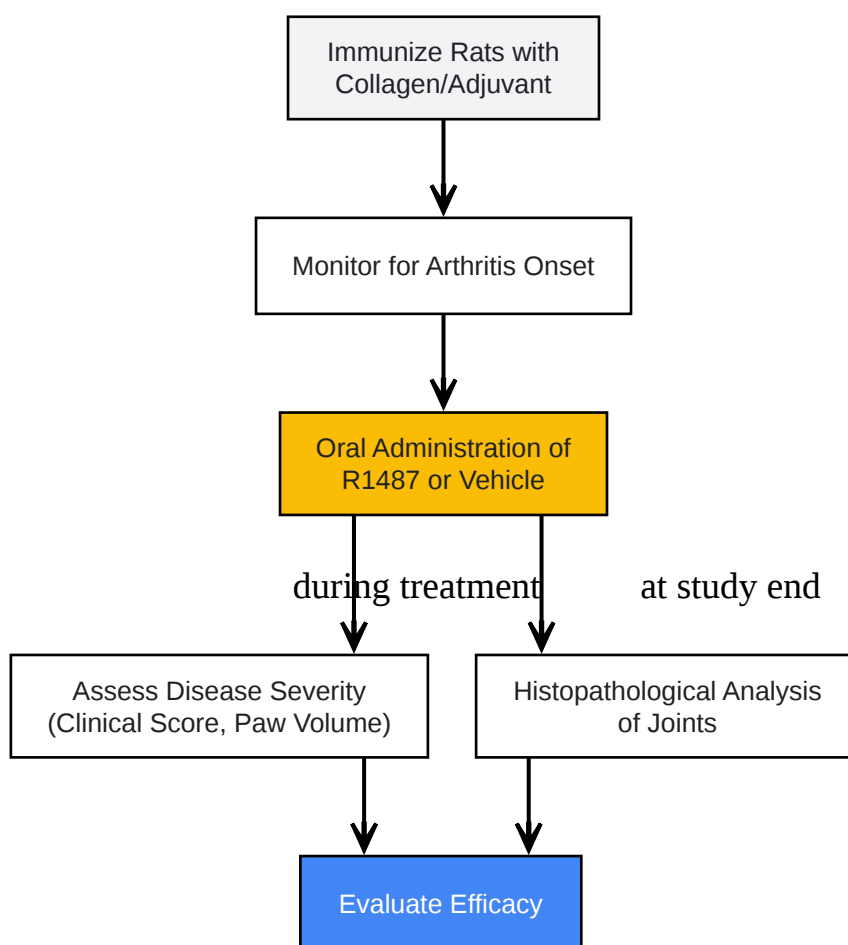 Immunize Rats with
Collagen/Adjuvant
Monitor for Arthritis Onset
Oral Administration of
R1487 or Vehicle
during treatment
at study end
Assess Disease Severity
(Clinical Score, Paw Volume)
Histopathological Analysis
of Joints
Evaluate Efficacy